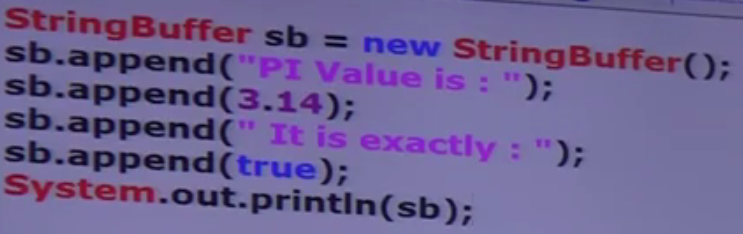 StringBuffer sb = new StringBuffer();
sb.append("PI Value is : ");
sb.append(3.14);
sb.append(" It is exactly : ");
sb.append(true);
System.out.println(sb);